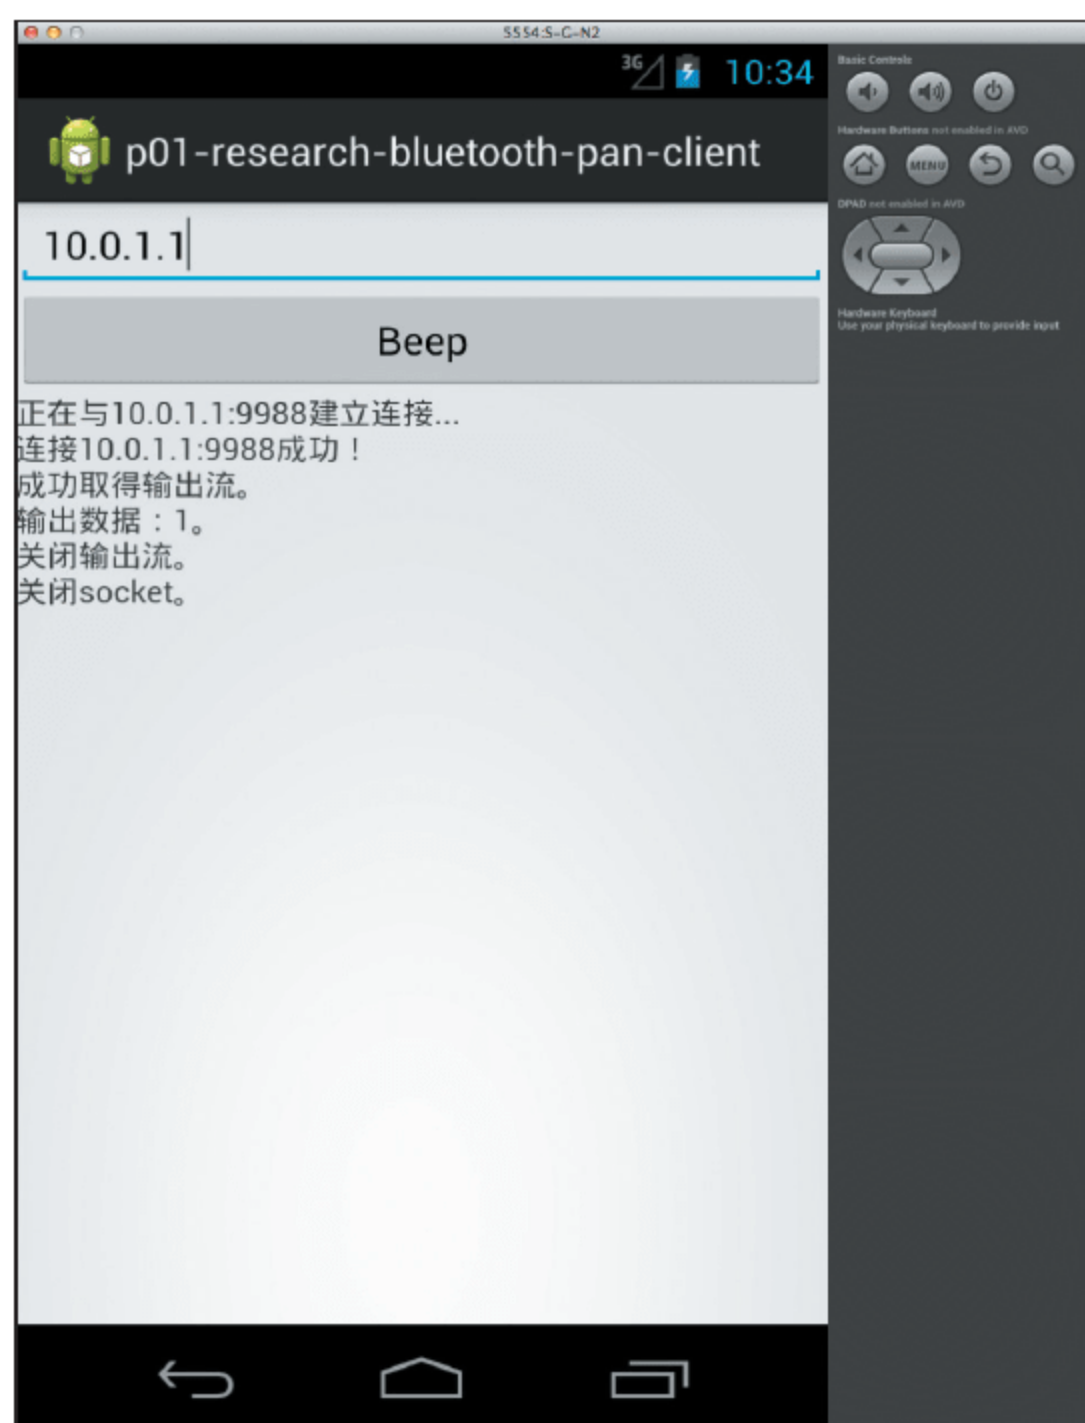 5554:S-G-N2
3G 10:34
p01-research-bluetooth-pan-client
10.0.1.1
Beep
正在与10.0.1.1:9988建立连接...
连接10.0.1.1:9988成功！
成功取得输出流。
输出数据：1。
关闭输出流。
关闭socket。
Basic Controls
Hardware Buttons not enabled in AVD
MENU
DPAD not enabled in AVD
Hardware Keyboard
Use your physical keyboard to provide input